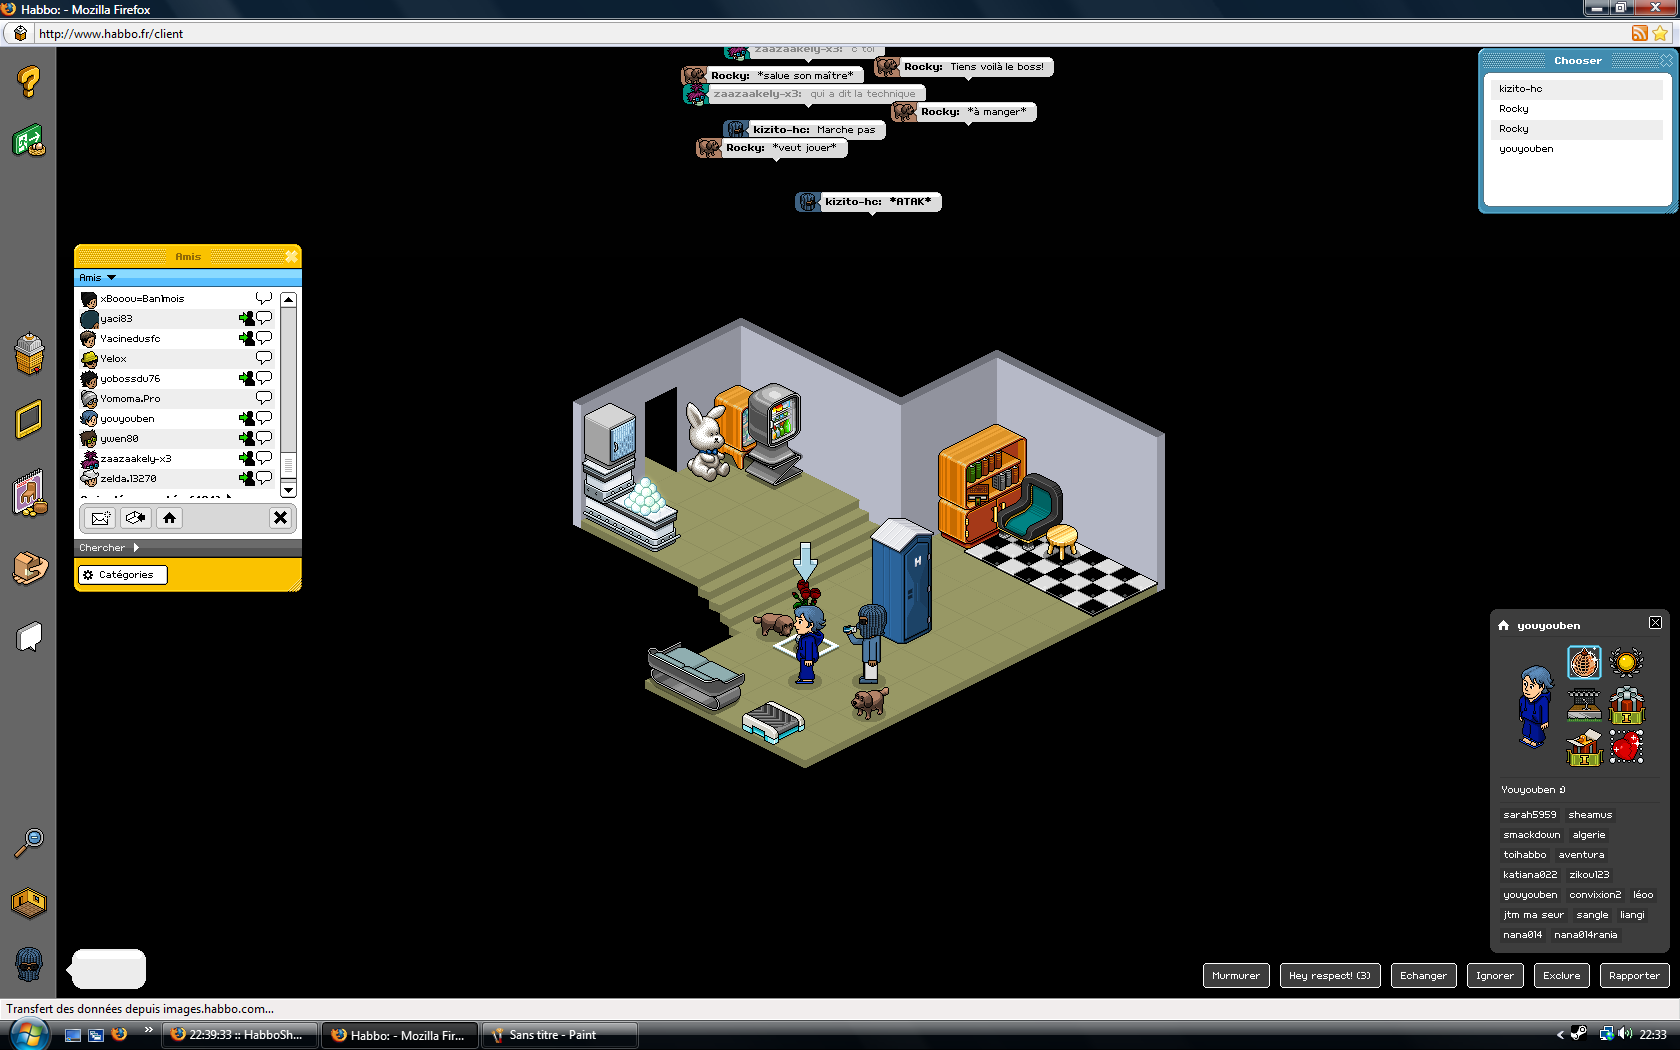 Habbo: - Mozilla Firefox
http://www.habbo.fr/client
zaazaakely-x3: c toi
Rocky: Tiens voilà le boss!
Rocky: *salue son maître*
zaazaakely-x3: qui a dit la technique
Rocky: *à manger*
kizito-hc: Marche pas
Rocky: *veut jouer*
kizito-hc: *ATAK*
Chooser
kizito-hc
Rocky
Rocky
youyouben
Amis
Amis
xBooou=Ban1mois
yaci83
Yacinedusfc
Yelox
yobossdu76
Yomoma.Pro
youyouben
ywen80
zaazaakely-x3
zelda.13270
Chercher
Catégories
H
youyouben
Youyouben :)
sarah5959 sheamus
smackdown algerie
toihabbo aventura
katiana022 zikou123
youyouben convixion2 léoo
jtm ma seur sangle liangi
nana014 nana014rania
Murmurer Hey respect! (3) Echanger Ignorer Exclure Rapporter
Transfert des données depuis images.habbo.com...
22:39:33 :: HabboSh... Habbo: - Mozilla Fir... Sans titre - Paint 22:33